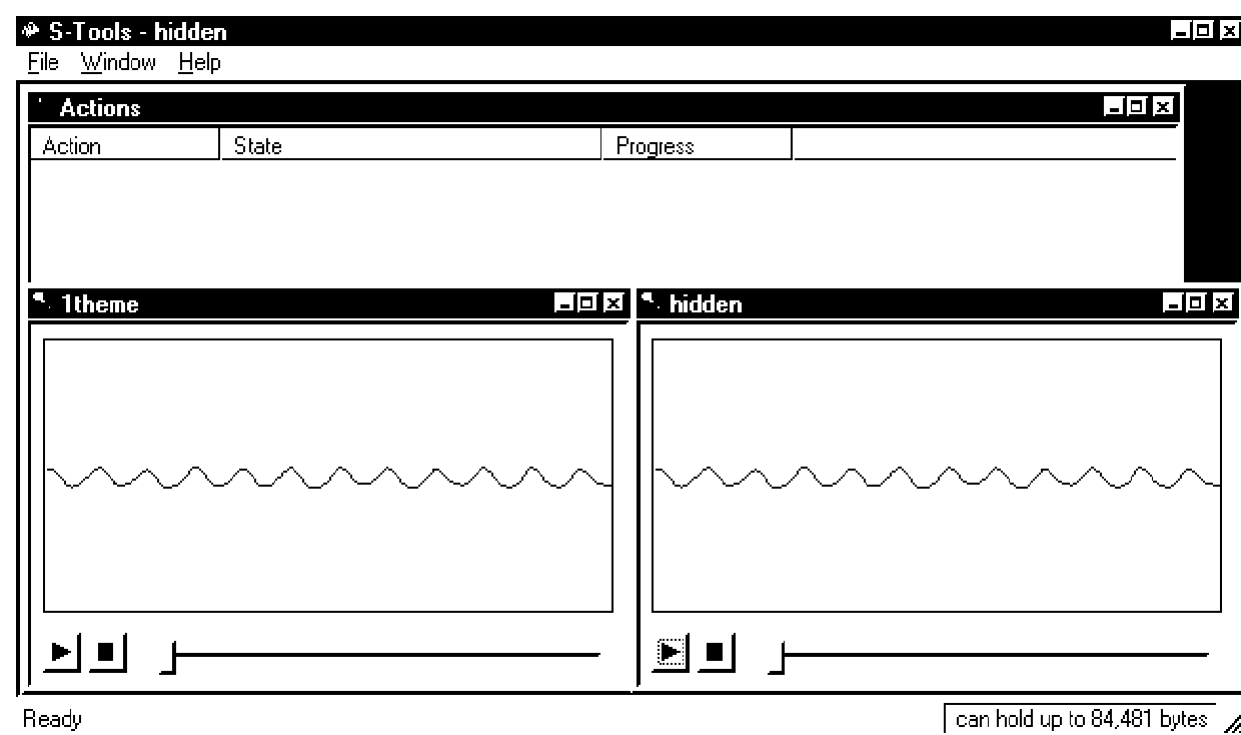 S-Tools - hidden
File Window Help
Actions
Action State Progress
1theme
hidden
Ready
can hold up to 84,481 bytes